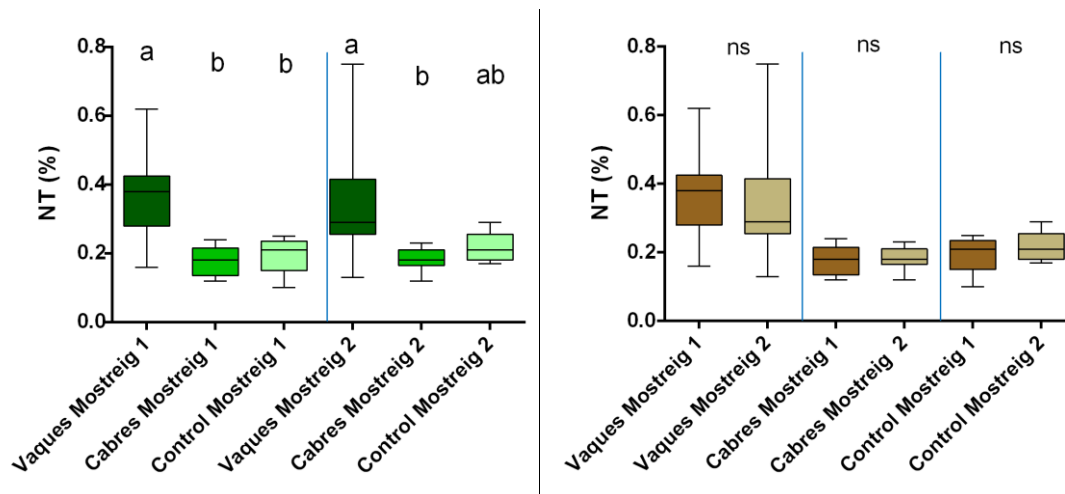 a b b a b ab
0.8
0.6
0.4
0.2
0.0
NT (%)
Vaques Mostreig 1
Cabres Mostreig 1
Control Mostreig 1
Vaques Mostreig 2
Cabres Mostreig 2
Control Mostreig 2
ns ns ns
0.8
0.6
0.4
0.2
0.0
NT (%)
Vaques Mostreig 1
Vaques Mostreig 2
Cabres Mostreig 1
Cabres Mostreig 2
Control Mostreig 1
Control Mostreig 2